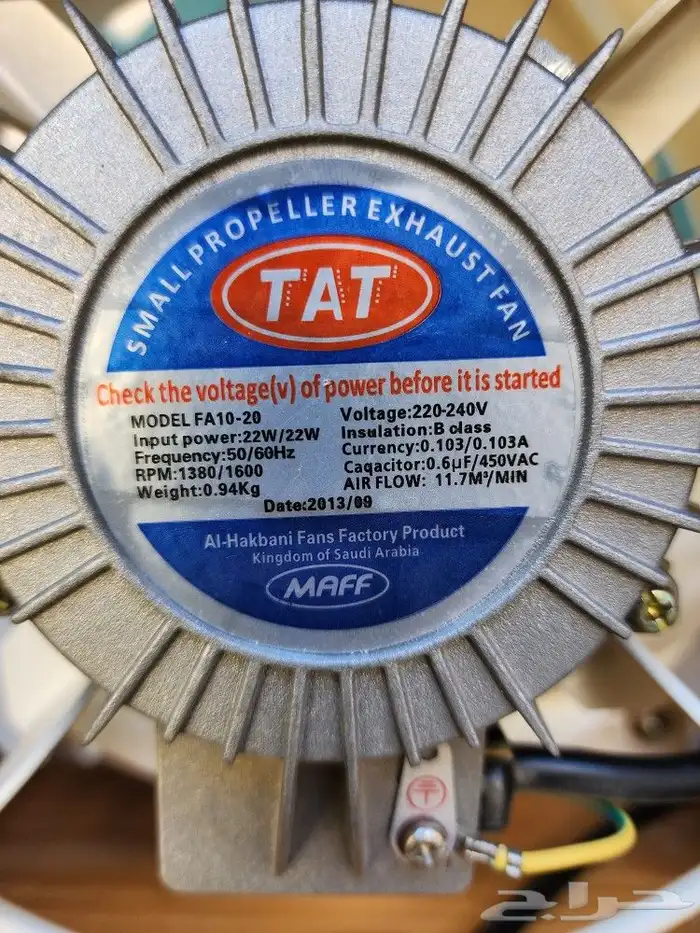 SMALL PROPELLER EXHAUST FAN
TAT
Check the voltage(v) of power before it is started
MODEL FA10-20
Input power:22W/22W
Frequency:50/60Hz
RPM:1380/1600
Weight:0.94Kg
Voltage:220-240V
Insulation:B class
Currency:0.103/0.103A
Caqacitor:0.6µF/450VAC
AIR FLOW: 11.7M³/MIN
Date:2013/09
Al-Hakbani Fans Factory Product
Kingdom of Saudi Arabia
MAFF
حراج